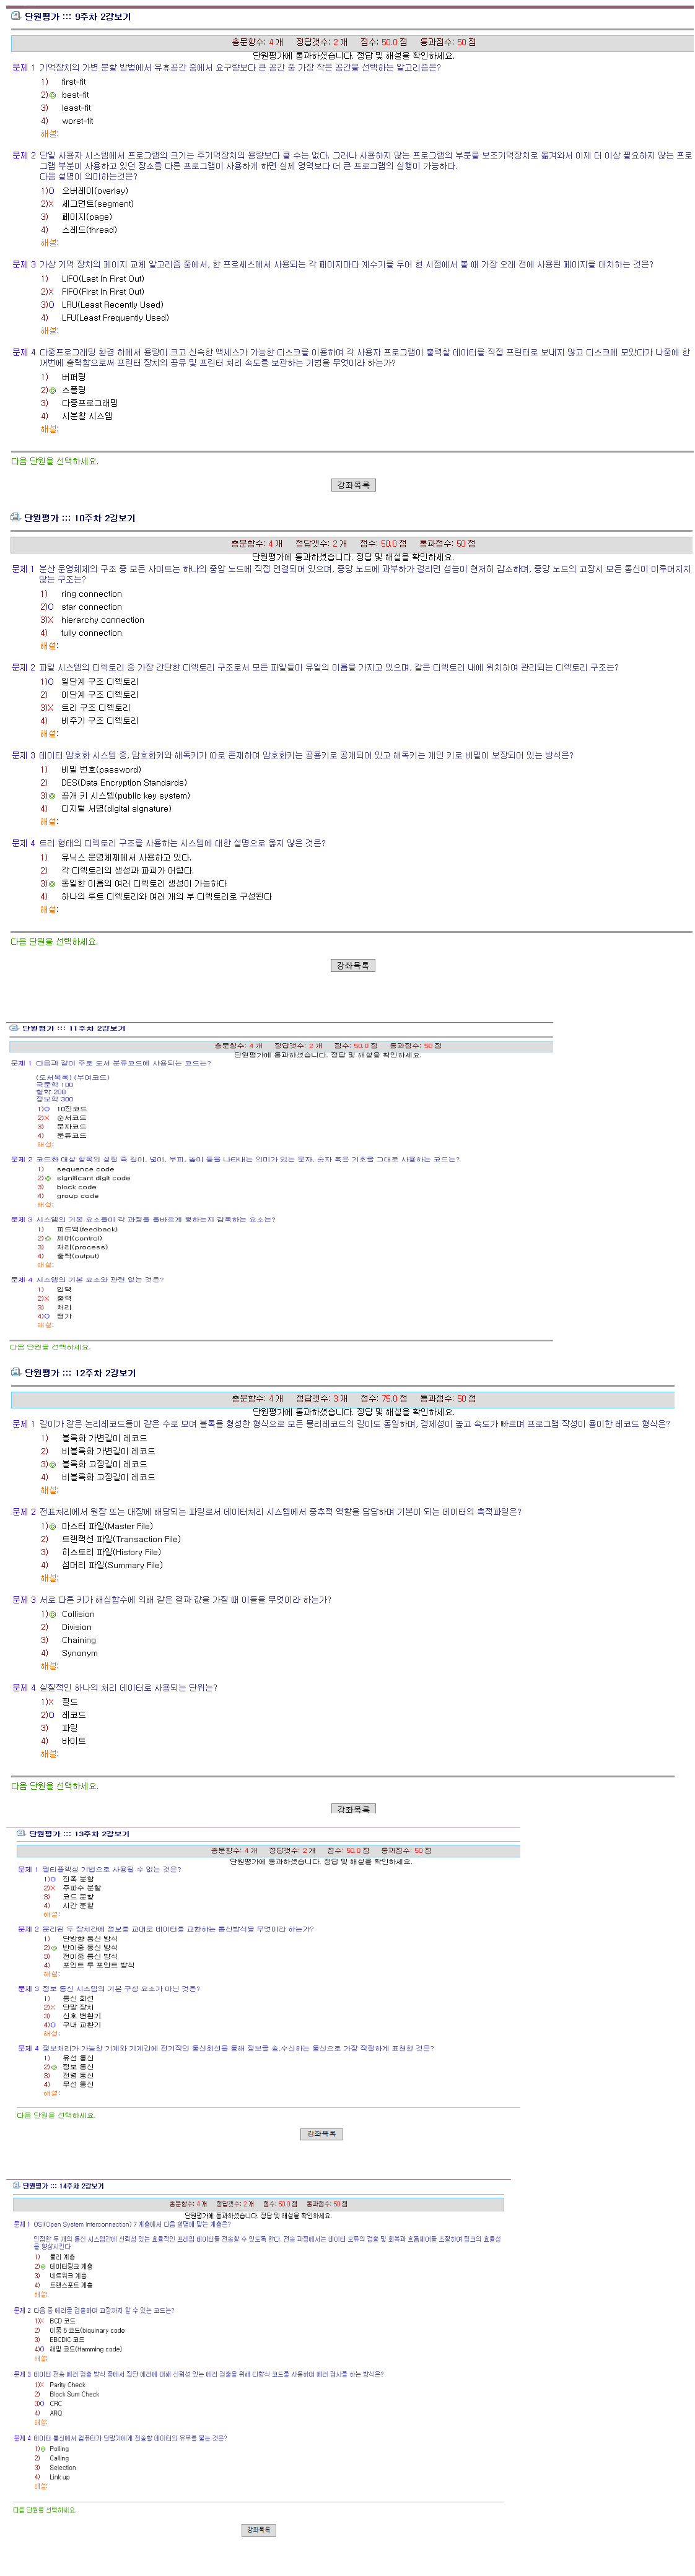 단원평가 ::: 9주차 2강보기
총문항수: 4 개 정답갯수: 2 개 점수: 50.0 점 통과점수: 50 점
단원평가에 통과하셨습니다. 정답 및 해설을 확인하세요.
문제 1 기억장치의 가변 분할 방법에서 유휴공간 중에서 요구량보다 큰 공간 중 가장 작은 공간을 선택하는 알고리즘은?
1) first-fit
2) best-fit
3) least-fit
4) worst-fit
해설:
문제 2 단일 사용자 시스템에서 프로그램의 크기는 주기억장치의 용량보다 클 수는 없다. 그러나 사용하지 않는 프로그램의 부분을 보조기억장치로 옮겨와서 이제 더 이상 필요하지 않는 프로
그램 부분이 사용하고 있던 장소를 다른 프로그램이 사용하게 하면 실제 영역보다 더 큰 프로그램의 실행이 가능하다.
다음 설명이 의미하는것은?
1)O 오버레이(overlay)
2)X 세그먼트(segment)
3) 페이지(page)
4) 스레드(thread)
해설:
문제 3 가상 기억 장치의 페이지 교체 알고리즘 중에서, 한 프로세스에서 사용되는 각 페이지마다 계수기를 두어 현 시점에서 볼 때 가장 오래 전에 사용된 페이지를 대치하는 것은?
1) LIFO(Last In First Out)
2)X FIFO(First In First Out)
3)O LRU(Least Recently Used)
4) LFU(Least Frequently Used)
해설:
문제 4 다중프로그래밍 환경 하에서 용량이 크고 신속한 액세스가 가능한 디스크를 이용하여 각 사용자 프로그램이 출력할 데이터를 직접 프린터로 보내지 않고 디스크에 모았다가 나중에 한
꺼번에 출력함으로써 프린터 장치의 공유 및 프린터 처리 속도를 보관하는 기법을 무엇이라 하는가?
1) 버퍼링
2) 스풀링
3) 다중프로그래밍
4) 시분할 시스템
해설:
다음 단원을 선택하세요.
강좌목록
단원평가 ::: 10주차 2강보기
총문항수: 4 개 정답갯수: 2 개 점수: 50.0 점 통과점수: 50 점
단원평가에 통과하셨습니다. 정답 및 해설을 확인하세요.
문제 1 분산 운영체제의 구조 중 모든 사이트는 하나의 중앙 노드에 직접 연결되어 있으며, 중앙 노드에 과부하가 걸리면 성능이 현저히 감소하며, 중앙 노드의 고장시 모든 통신이 이루어지지
않는 구조는?
1) ring connection
2)O star connection
3)X hierarchy connection
4) fully connection
해설:
문제 2 파일 시스템의 디렉토리 중 가장 간단한 디렉토리 구조로서 모든 파일들이 유일의 이름을 가지고 있으며, 같은 디렉토리 내에 위치하여 관리되는 디렉토리 구조는?
1)O 일단계 구조 디렉토리
2) 이단계 구조 디렉토리
3)X 트리 구조 디렉토리
4) 비주기 구조 디렉토리
해설:
문제 3 데이터 암호화 시스템 중, 암호화키와 해독키가 따로 존재하여 암호화키는 공용키로 공개되어 있고 해독키는 개인 키로 비밀이 보장되어 있는 방식은?
1) 비밀 번호(password)
2) DES(Data Encryption Standards)
3) 공개 키 시스템(public key system)
4) 디지털 서명(digital signature)
해설:
문제 4 트리 형태의 디렉토리 구조를 사용하는 시스템에 대한 설명으로 옳지 않은 것은?
1) 유닉스 운영체제에서 사용하고 있다.
2) 각 디렉토리의 생성과 파괴가 어렵다.
3) 동일한 이름의 여러 디렉토리 생성이 가능하다
4) 하나의 루트 디렉토리와 여러 개의 부 디렉토리로 구성된다
해설:
다음 단원을 선택하세요.
강좌목록
단원평가 ::: 11주차 2강보기
총문항수: 4 개 정답갯수: 2 개 점수: 50.0 점 통과점수: 50 점
단원평가에 통과하셨습니다. 정답 및 해설을 확인하세요.
문제 1 다음과 같이 주로 도서 분류코드에 사용되는 코드는?
(도서목록) (부여코드)
국문학 100
철학 200
정보학 300
1)O 10진코드
2)X 순서코드
3) 문자코드
4) 분류코드
해설:
문제 2 코드화 대상 항목의 성질 즉 길이, 넓이, 부피, 높이 등을 나타내는 의미가 있는 문자, 숫자 혹은 기호를 그대로 사용하는 코드는?
1) sequence code
2) significant digit code
3) block code
4) group code
해설:
문제 3 시스템의 기본 요소들이 각 과정을 올바르게 행하는지 감독하는 요소는?
1) 피드백(feedback)
2) 제어(control)
3) 처리(process)
4) 출력(output)
해설:
문제 4 시스템의 기본 요소와 관련 없는 것은?
1) 입력
2)X 출력
3) 처리
4)O 평가
해설:
다음 단원을 선택하세요.
단원평가 ::: 12주차 2강보기
총문항수: 4 개 정답갯수: 3 개 점수: 75.0 점 통과점수: 50 점
단원평가에 통과하셨습니다. 정답 및 해설을 확인하세요.
문제 1 길이가 같은 논리레코드들이 같은 수로 모여 블록을 형성한 형식으로 모든 물리레코드의 길이도 동일하며, 경제성이 높고 속도가 빠르며 프로그램 작성이 용이한 레코드 형식은?
1) 블록화 가변길이 레코드
2) 비블록화 가변길이 레코드
3) 블록화 고정길이 레코드
4) 비블록화 고정길이 레코드
해설:
문제 2 전표처리에서 원장 또는 대장에 해당되는 파일로서 데이터처리 시스템에서 중추적 역할을 담당하며 기본이 되는 데이터의 축적파일은?
1) 마스터 파일(Master File)
2) 트랜잭션 파일(Transaction File)
3) 히스토리 파일(History File)
4) 섬머리 파일(Summary File)
해설:
문제 3 서로 다른 키가 해싱함수에 의해 같은 결과 값을 가질 때 이들을 무엇이라 하는가?
1) Collision
2) Division
3) Chaining
4) Synonym
해설:
문제 4 실질적인 하나의 처리 데이터로 사용되는 단위는?
1)X 필드
2)O 레코드
3) 파일
4) 바이트
해설:
다음 단원을 선택하세요.
강좌목록
단원평가 ::: 13주차 2강보기
총문항수: 4 개 정답갯수: 2 개 점수: 50.0 점 통과점수: 50 점
단원평가에 통과하셨습니다. 정답 및 해설을 확인하세요.
문제 1 멀티플렉싱 기법으로 사용될 수 없는 것은?
1)O 진폭 분할
2)X 주파수 분할
3) 코드 분할
4) 시간 분할
해설:
문제 2 분리된 두 장치간에 정보를 교대로 데이터를 교환하는 통신방식을 무엇이라 하는가?
1) 단방향 통신 방식
2) 반이중 통신 방식
3) 전이중 통신 방식
4) 포인트 투 포인트 방식
해설:
문제 3 정보 통신 시스템의 기본 구성 요소가 아닌 것은?
1) 통신 회선
2)X 단말 장치
3) 신호 변환기
4)O 구내 교환기
해설:
문제 4 정보처리가 가능한 기계와 기계간에 전기적인 통신회선을 통해 정보를 송,수신하는 통신으로 가장 적절하게 표현한 것은?
1) 유선 통신
2) 정보 통신
3) 전령 통신
4) 무선 통신
해설:
다음 단원을 선택하세요.
강좌목록
단원평가 ::: 14주차 2강보기
총문항수: 4 개 정답갯수: 2 개 점수: 50.0 점 통과점수: 50 점
단원평가에 통과하셨습니다. 정답 및 해설을 확인하세요.
문제 1 OSI(Open System Interconnection) 7 계층에서 다음 설명에 맞는 계층은?
인접한 두 개의 통신 시스템간에 신뢰성 있는 효율적인 프레임 데이터를 전송할 수 있도록 한다. 전송 과정에서는 데이터 오류의 검출 및 회복과 흐름제어를 조절하여 링크의 효율성
을 향상시킨다
1) 물리 계층
2) 데이터링크 계층
3) 네트워크 계층
4) 트랜스포트 계층
해설:
문제 2 다음 중 에러를 검출하여 교정까지 할 수 있는 코드는?
1)X BCD 코드
2) 이중 5 코드(biquinary code
3) EBCDIC 코드
4)O 해밍 코드(Hamming code)
해설:
문제 3 데이터 전송 에러 검출 방식 중에서 집단 에러에 대해 신뢰성 있는 에러 검출을 위해 다항식 코드를 사용하여 에러 검사를 하는 방식은?
1)X Parity Check
2) Block Sum Check
3)O CRC
4) ARQ
해설:
문제 4 데이터 통신에서 컴퓨터가 단말기에게 전송할 데이터의 유무를 묻는 것은?
1) Polling
2) Calling
3) Selection
4) Link up
해설:
다음 단원을 선택하세요.
강좌목록